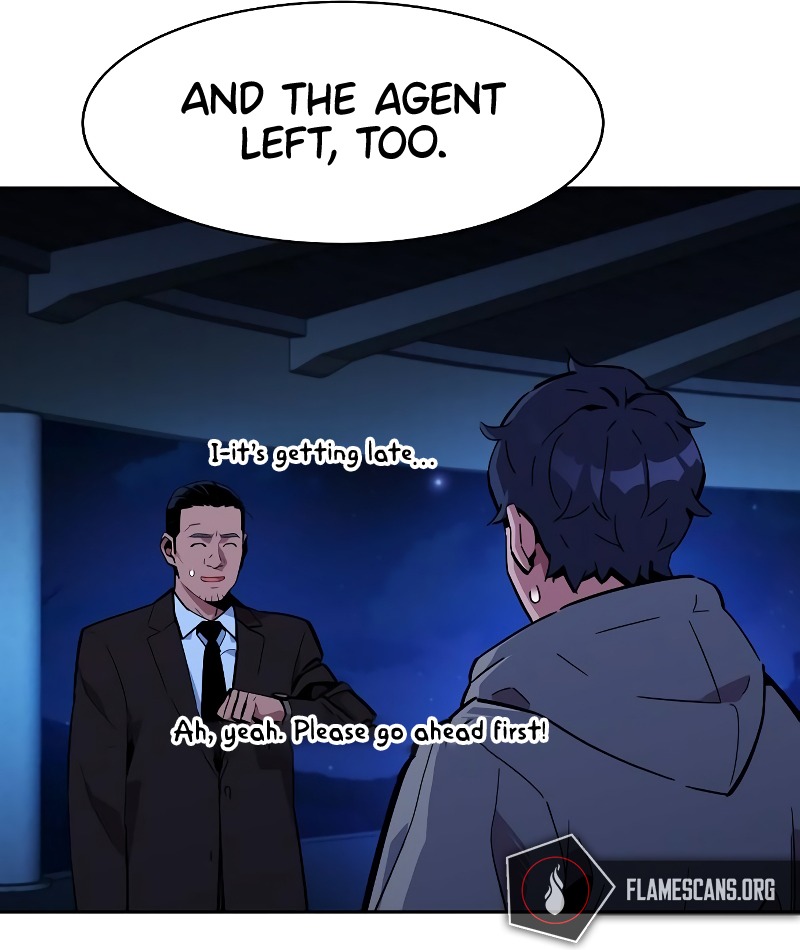 AND THE AGENT
LEFT, TOO.
I-it's getting late...
Ah, yeah. Please go ahead first!
FLAMESCANS.ORG